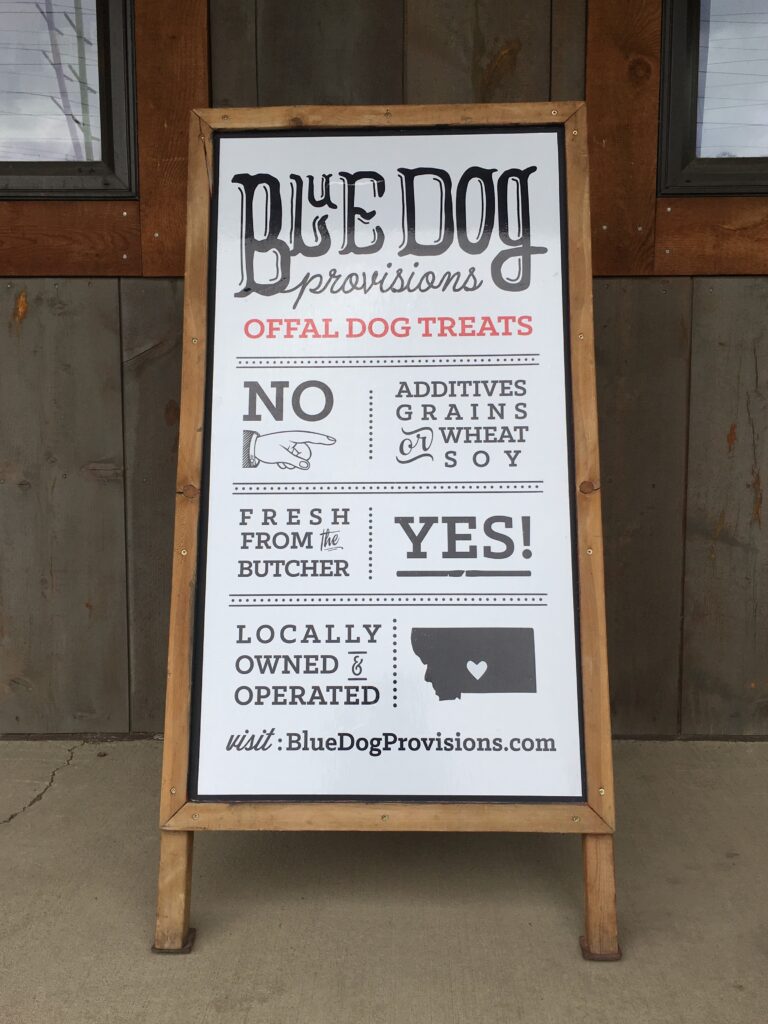 BLUE DOG
provisions
OFFAL DOG TREATS
NO
ADDITIVES
GRAINS
or WHEAT
SOY
FRESH
FROM the
BUTCHER
YES!
LOCALLY
OWNED &
OPERATED
visit: BlueDogProvisions.com